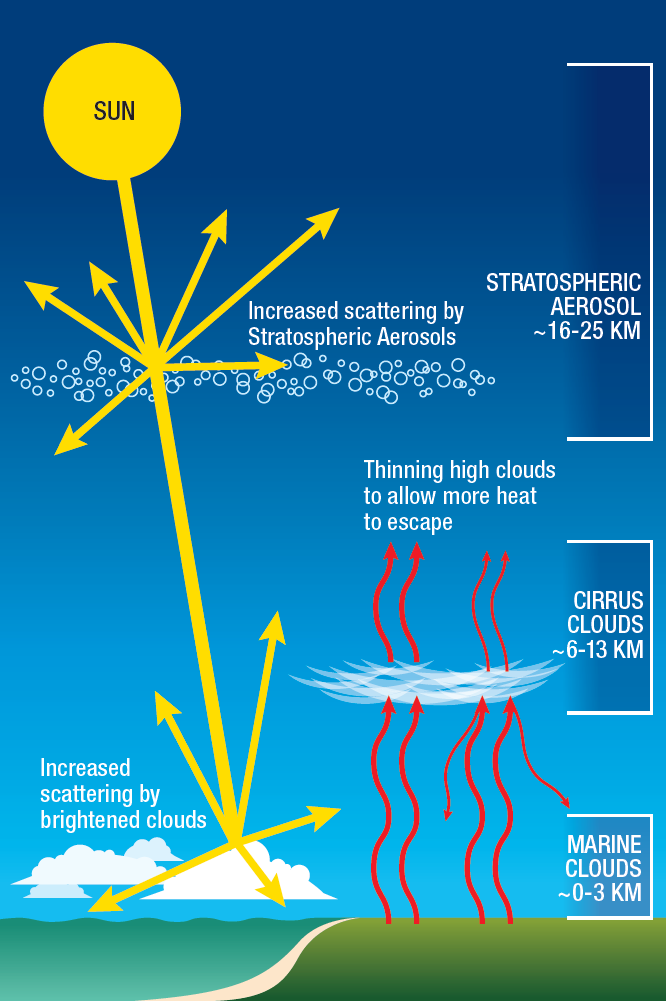 SUN
Increased scattering by
Stratospheric Aerosols
STRATOSPHERIC
AEROSOL
~16-25 KM
Thinning high clouds
to allow more heat
to escape
CIRRUS
CLOUDS
~6-13 KM
Increased
scattering by
brightened clouds
MARINE
CLOUDS
~0-3 KM